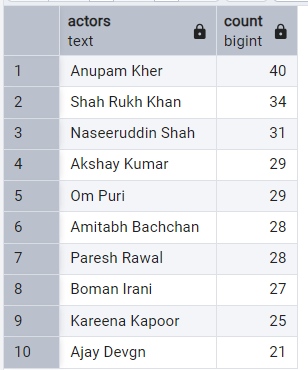 actors count
text bigint
1 Anupam Kher 40
2 Shah Rukh Khan 34
3 Naseeruddin Shah 31
4 Akshay Kumar 29
5 Om Puri 29
6 Amitabh Bachchan 28
7 Paresh Rawal 28
8 Boman Irani 27
9 Kareena Kapoor 25
10 Ajay Devgn 21